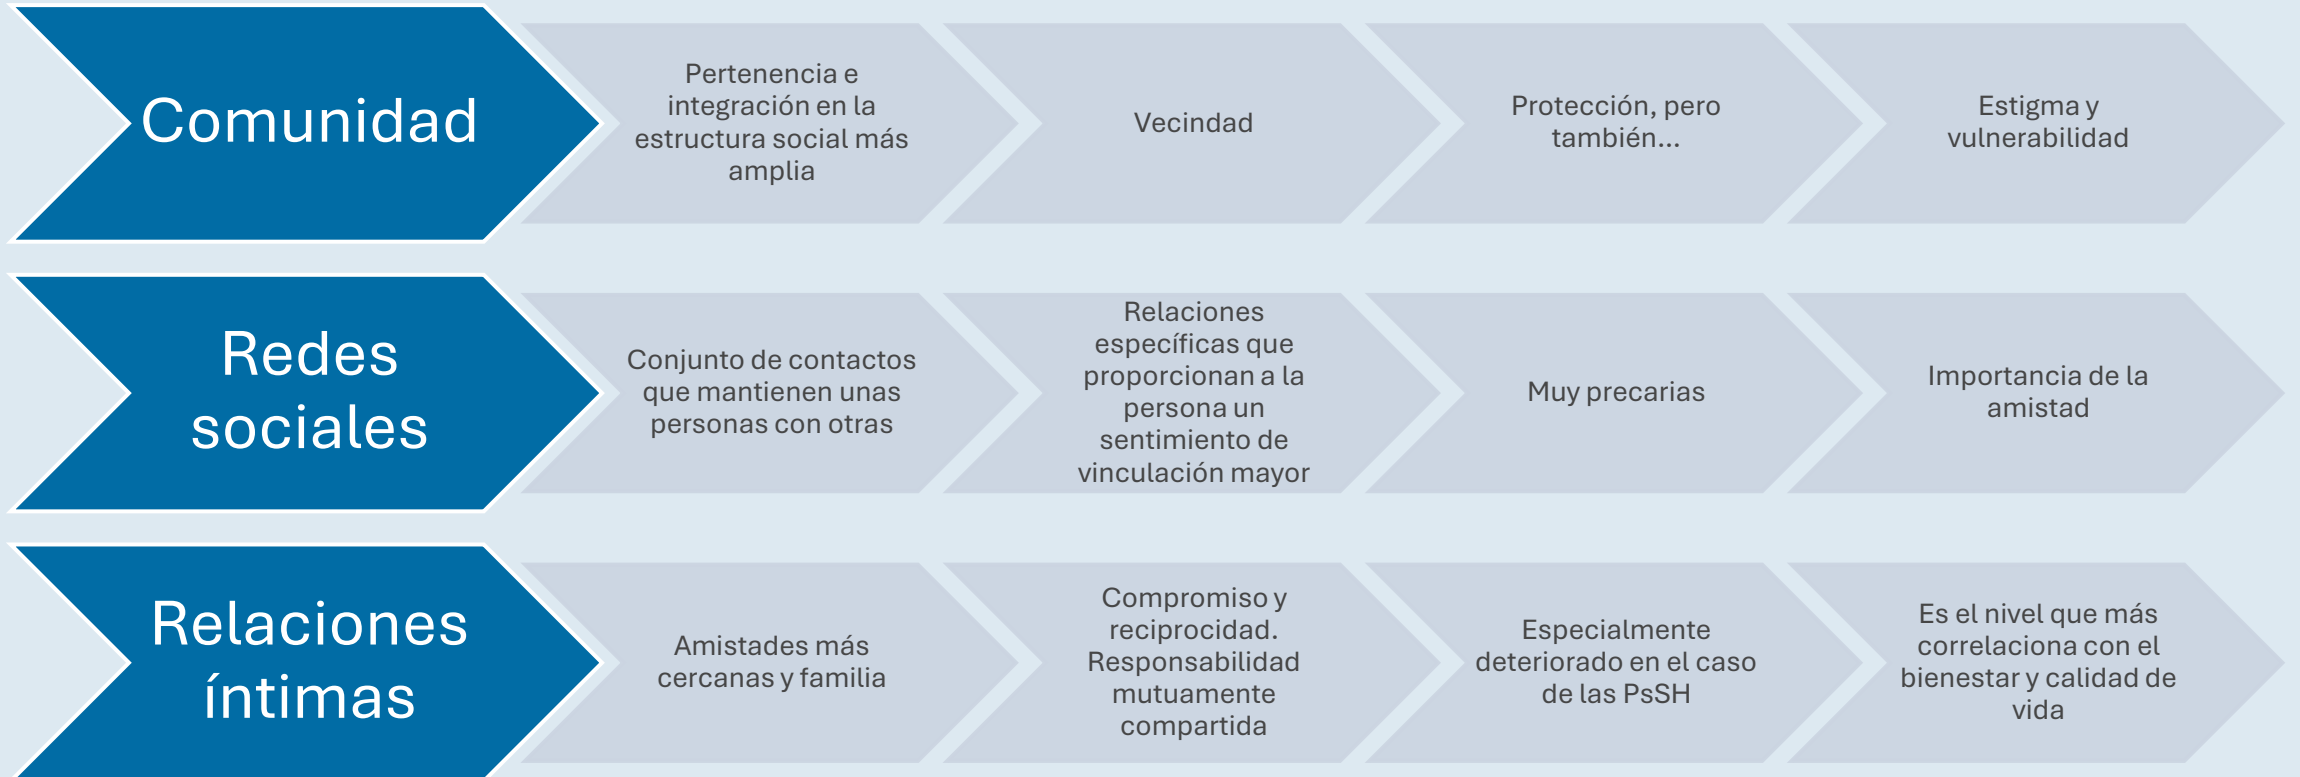 Comunidad
Pertenencia e
integración en la
estructura social más
amplia
Vecindad
Protección, pero
también...
Estigma y
vulnerabilidad
Redes
sociales
Conjunto de contactos
que mantienen unas
personas con otras
Relaciones
específicas que
proporcionan a la
persona un
sentimiento de
vinculación mayor
Muy precarias
Importancia de la
amistad
Relaciones
íntimas
Amistades más
cercanas y familia
Compromiso y
reciprocidad.
Responsabilidad
mutuamente
compartida
Especialmente
deteriorado en el caso
de las PsSH
Es el nivel que más
correlaciona con el
bienestar y calidad de
vida